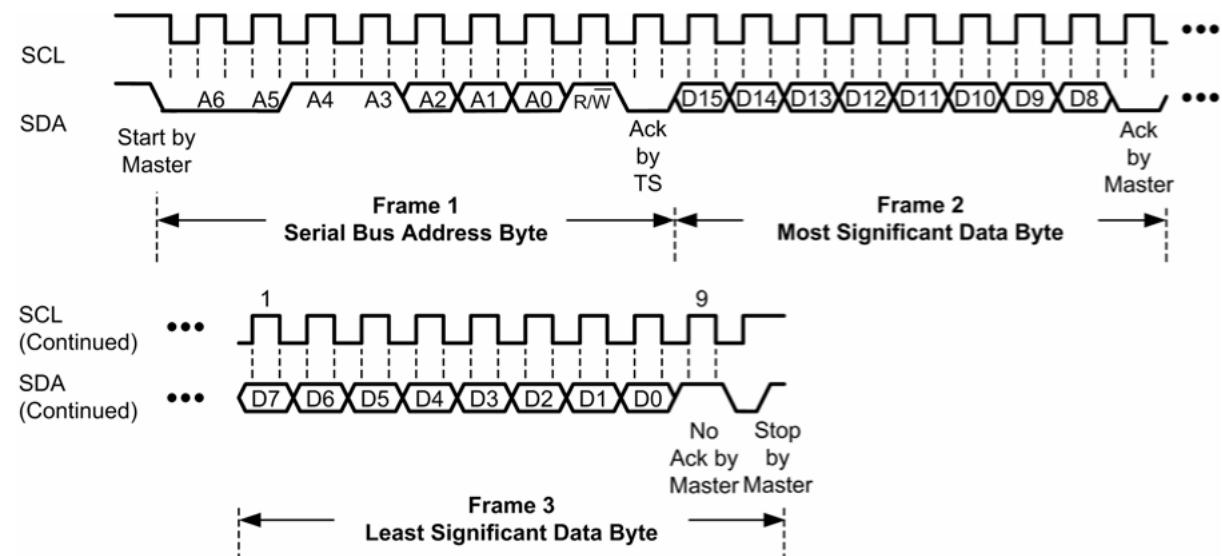 SCL
SDA
A6 A5 A4 A3 A2 A1 A0 R/W̅ D15 D14 D13 D12 D11 D10 D9 D8
Start by
Master
Ack
by
TS
Ack
by
Master
Frame 1
Serial Bus Address Byte
Frame 2
Most Significant Data Byte
1 9
SCL
(Continued)
SDA
(Continued)
D7 D6 D5 D4 D3 D2 D1 D0
No
Ack by
Master
Stop
by
Master
Frame 3
Least Significant Data Byte